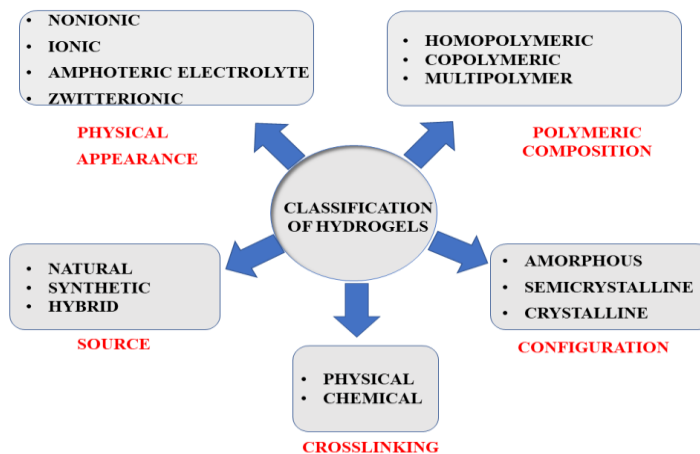 • NONIONIC
• IONIC
• AMPHOTERIC ELECTROLYTE
• ZWITTERIONIC
PHYSICAL
APPEARANCE
• HOMOPOLYMERIC
• COPOLYMERIC
• MULTIPOLYMER
POLYMERIC
COMPOSITION
CLASSIFICATION
OF HYDROGELS
• NATURAL
• SYNTHETIC
• HYBRID
SOURCE
• AMORPHOUS
• SEMICRYSTALLINE
• CRYSTALLINE
CONFIGURATION
• PHYSICAL
• CHEMICAL
CROSSLINKING